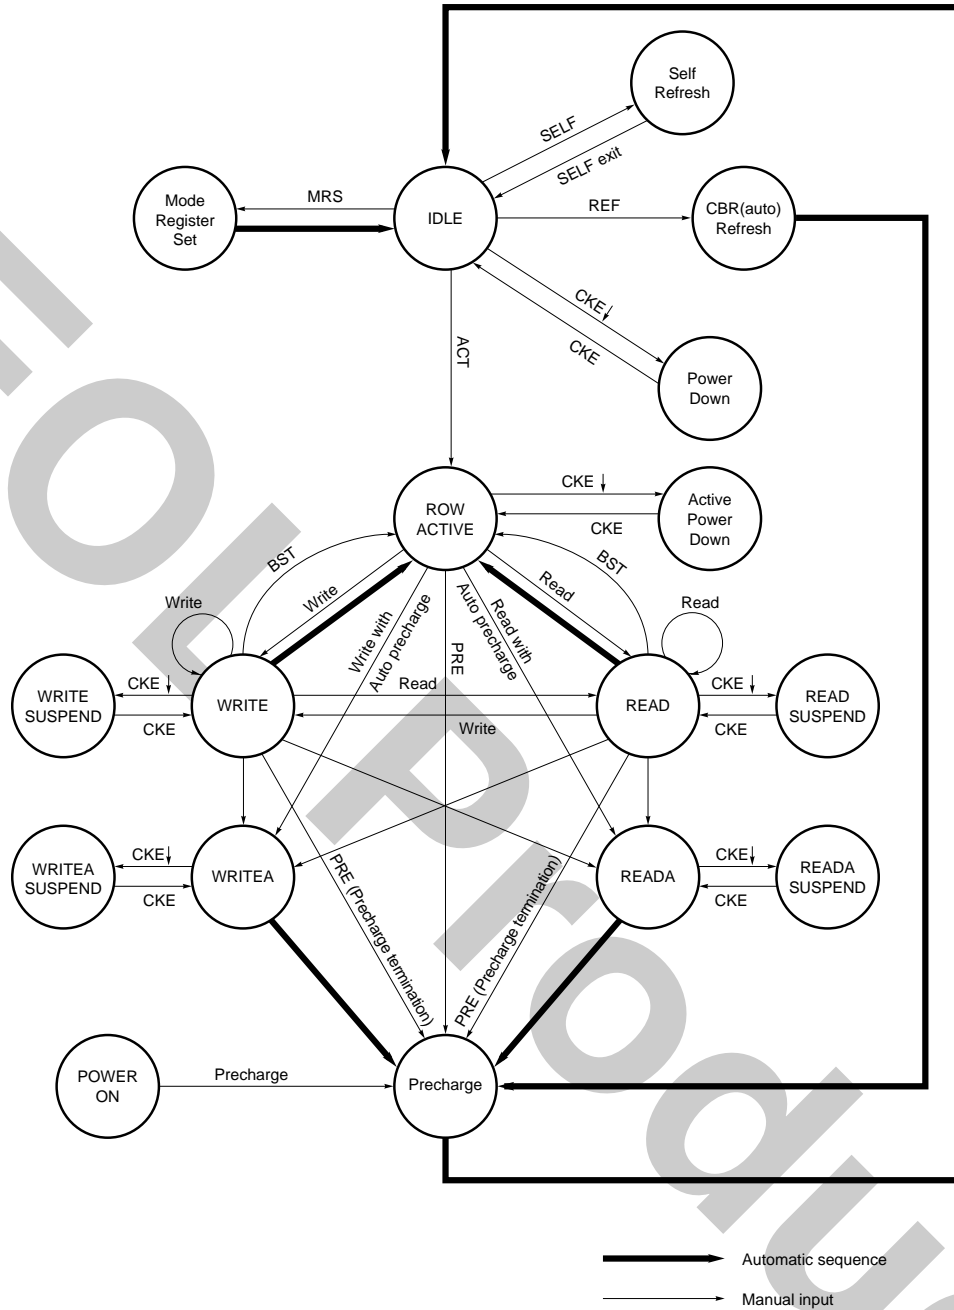 Self
Refresh
SELF
SELF exit
Mode
Register
Set
MRS
IDLE
REF
CBR(auto)
Refresh
CKE
CKE
Power
Down
ACT
ROW
ACTIVE
CKE
CKE
Active
Power
Down
BST
BST
Write
Read
Write
Write with
Auto precharge
PRE
Read with
Auto precharge
Read
WRITE
SUSPEND
CKE
CKE
WRITE
Read
Write
READ
CKE
CKE
READ
SUSPEND
WRITEA
SUSPEND
CKE
CKE
WRITEA
PRE (Precharge termination)
PRE (Precharge termination)
READA
CKE
CKE
READA
SUSPEND
POWER
ON
Precharge
Precharge
Automatic sequence
Manual input
EOL Produc